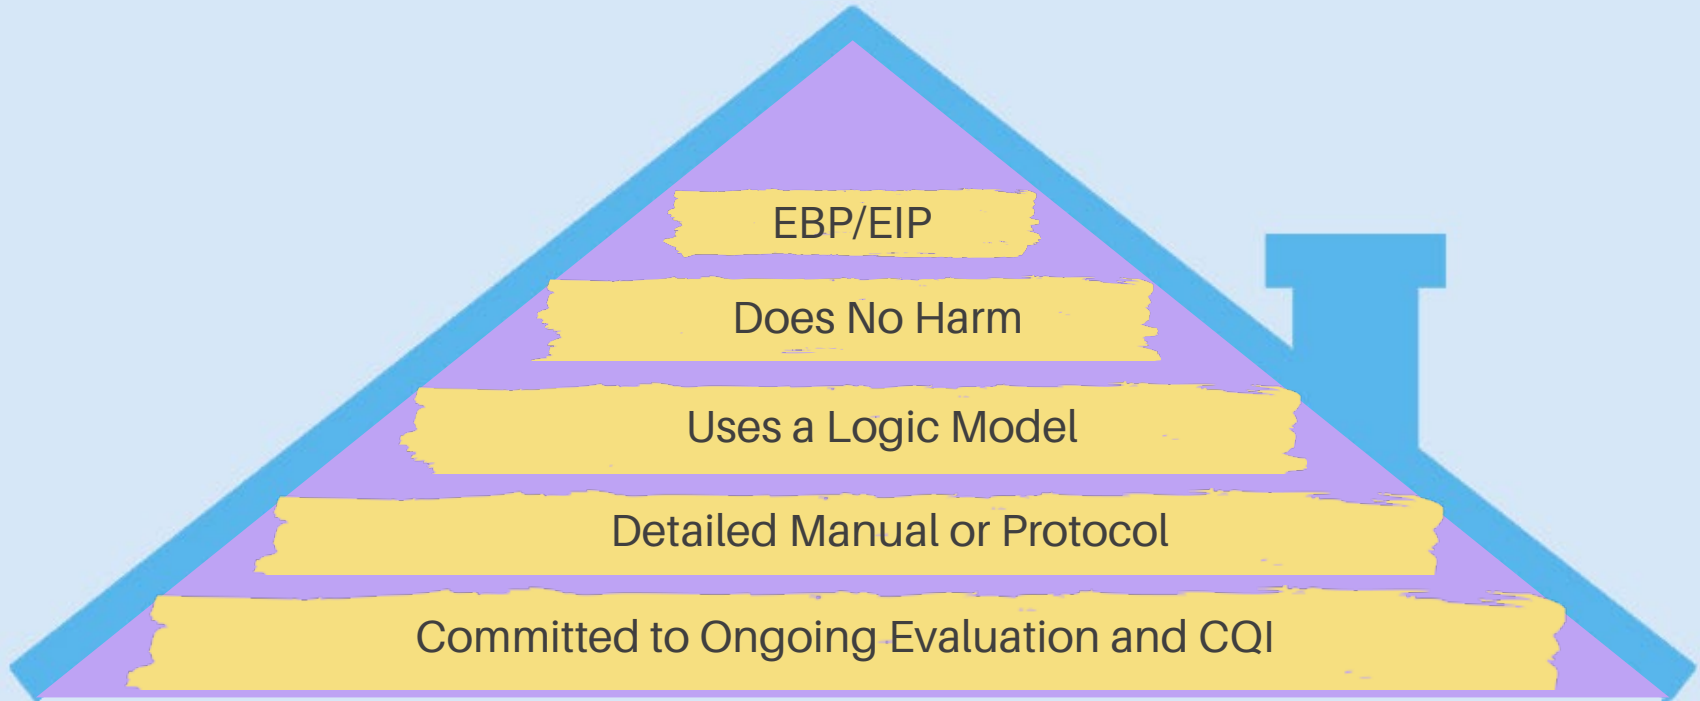 EBP/EIP
Does No Harm
Uses a Logic Model
Detailed Manual or Protocol
Committed to Ongoing Evaluation and CQI